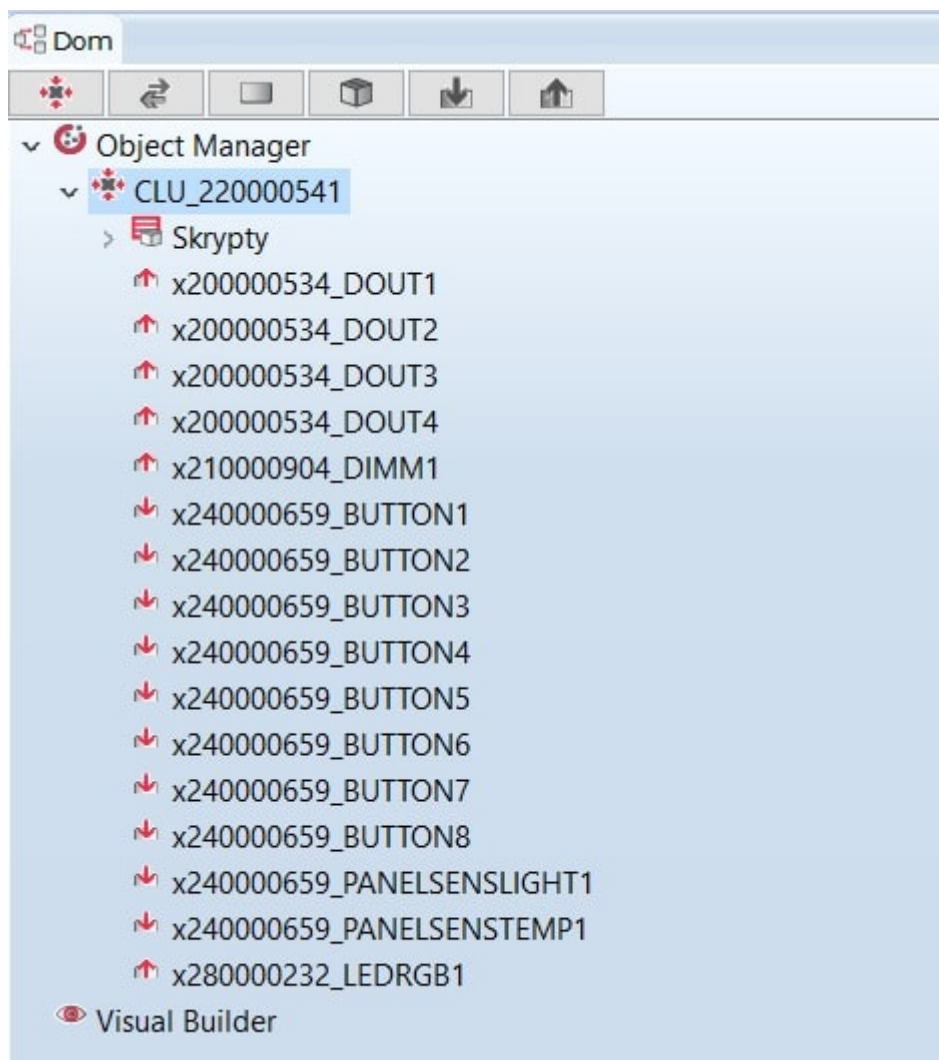 Dom
Object Manager
CLU_220000541
Skrypty
x200000534_DOUT1
x200000534_DOUT2
x200000534_DOUT3
x200000534_DOUT4
x210000904_DIMM1
x240000659_BUTTON1
x240000659_BUTTON2
x240000659_BUTTON3
x240000659_BUTTON4
x240000659_BUTTON5
x240000659_BUTTON6
x240000659_BUTTON7
x240000659_BUTTON8
x240000659_PANELSENSLIGHT1
x240000659_PANELSENSTEMP1
x280000232_LEDRGB1
Visual Builder